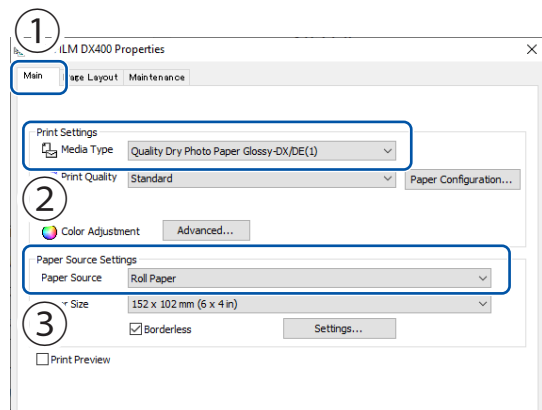 1
ILM DX400 Properties
Main Page Layout Maintenance
Print Settings
Media Type Quality Dry Photo Paper Glossy-DX/DE(1)
Print Quality Standard Paper Configuration...
2
Color Adjustment Advanced...
Paper Source Settings
Paper Source Roll Paper
Size 152 x 102 mm (6 x 4 in)
3
Borderless Settings...
Print Preview